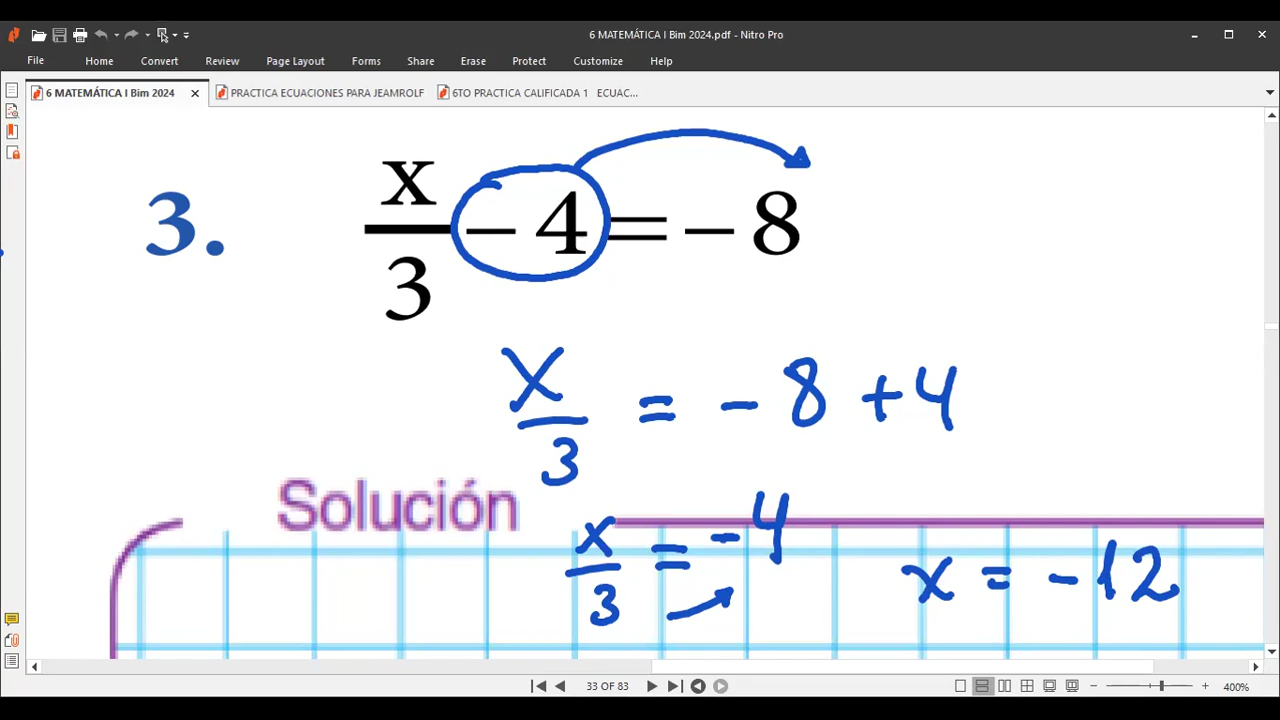 6 MATEMÁTICA I Bim 2024.pdf - Nitro Pro
File Home Convert Review Page Layout Forms Share Erase Protect Customize Help
6 MATEMÁTICA I Bim 2024 × PRACTICA ECUACIONES PARA JEAMROLF 6TO PRACTICA CALIFICADA 1 ECUAC...
3. x/3 - 4 = - 8
x/3 = - 8 + 4
Solución
x/3 = - 4
x = - 12
33 OF 83 400%